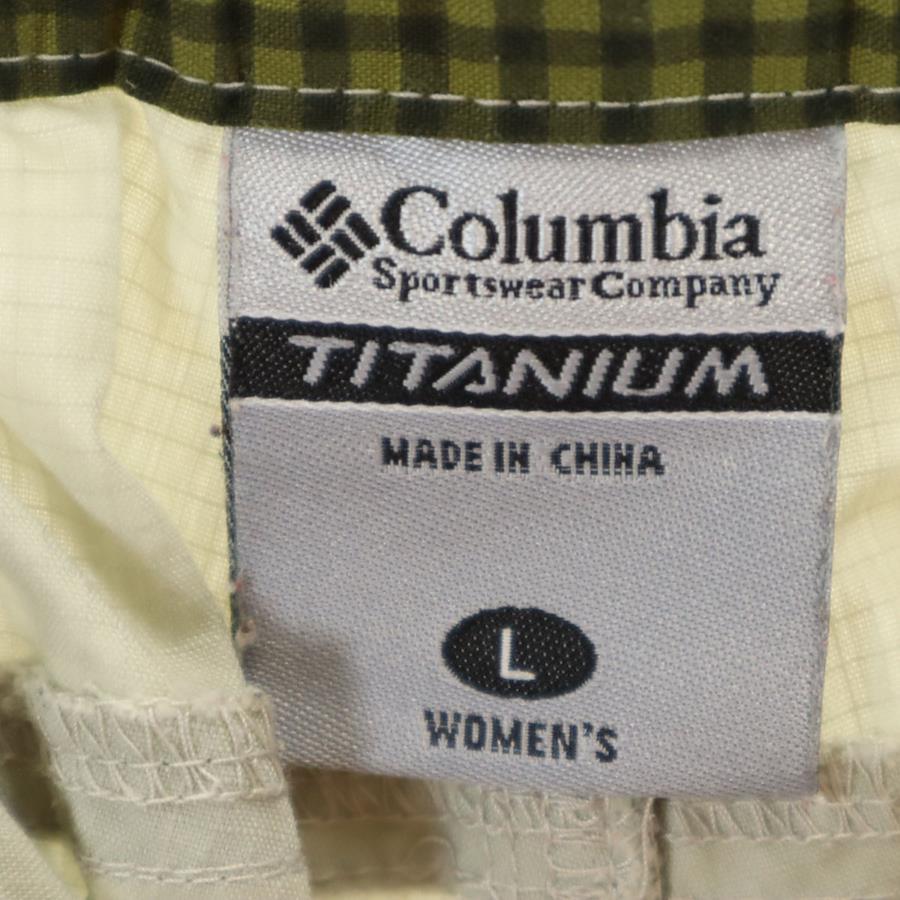 Columbia
Sportswear Company
TITANIUM
MADE IN CHINA
L
WOMEN'S